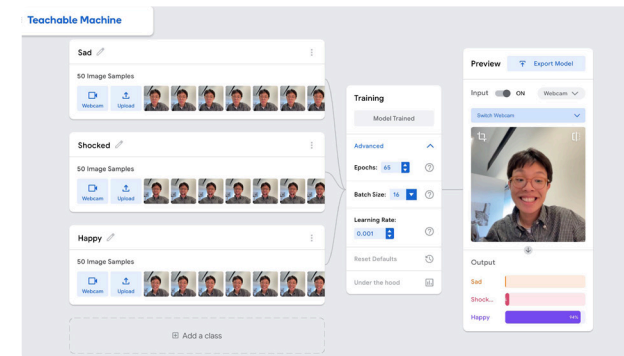 Teachable Machine
Sad
50 Image Samples
Webcam Upload
Shocked
50 Image Samples
Webcam Upload
Happy
50 Image Samples
Webcam Upload
Add a class
Training
Model Trained
Advanced
Epochs: 65
Batch Size: 16
Learning Rate:
0.001
Reset Defaults
Under the hood
Preview Export Model
Input ON Webcam
Switch Webcam
Output
Sad
Shock...
Happy 94%